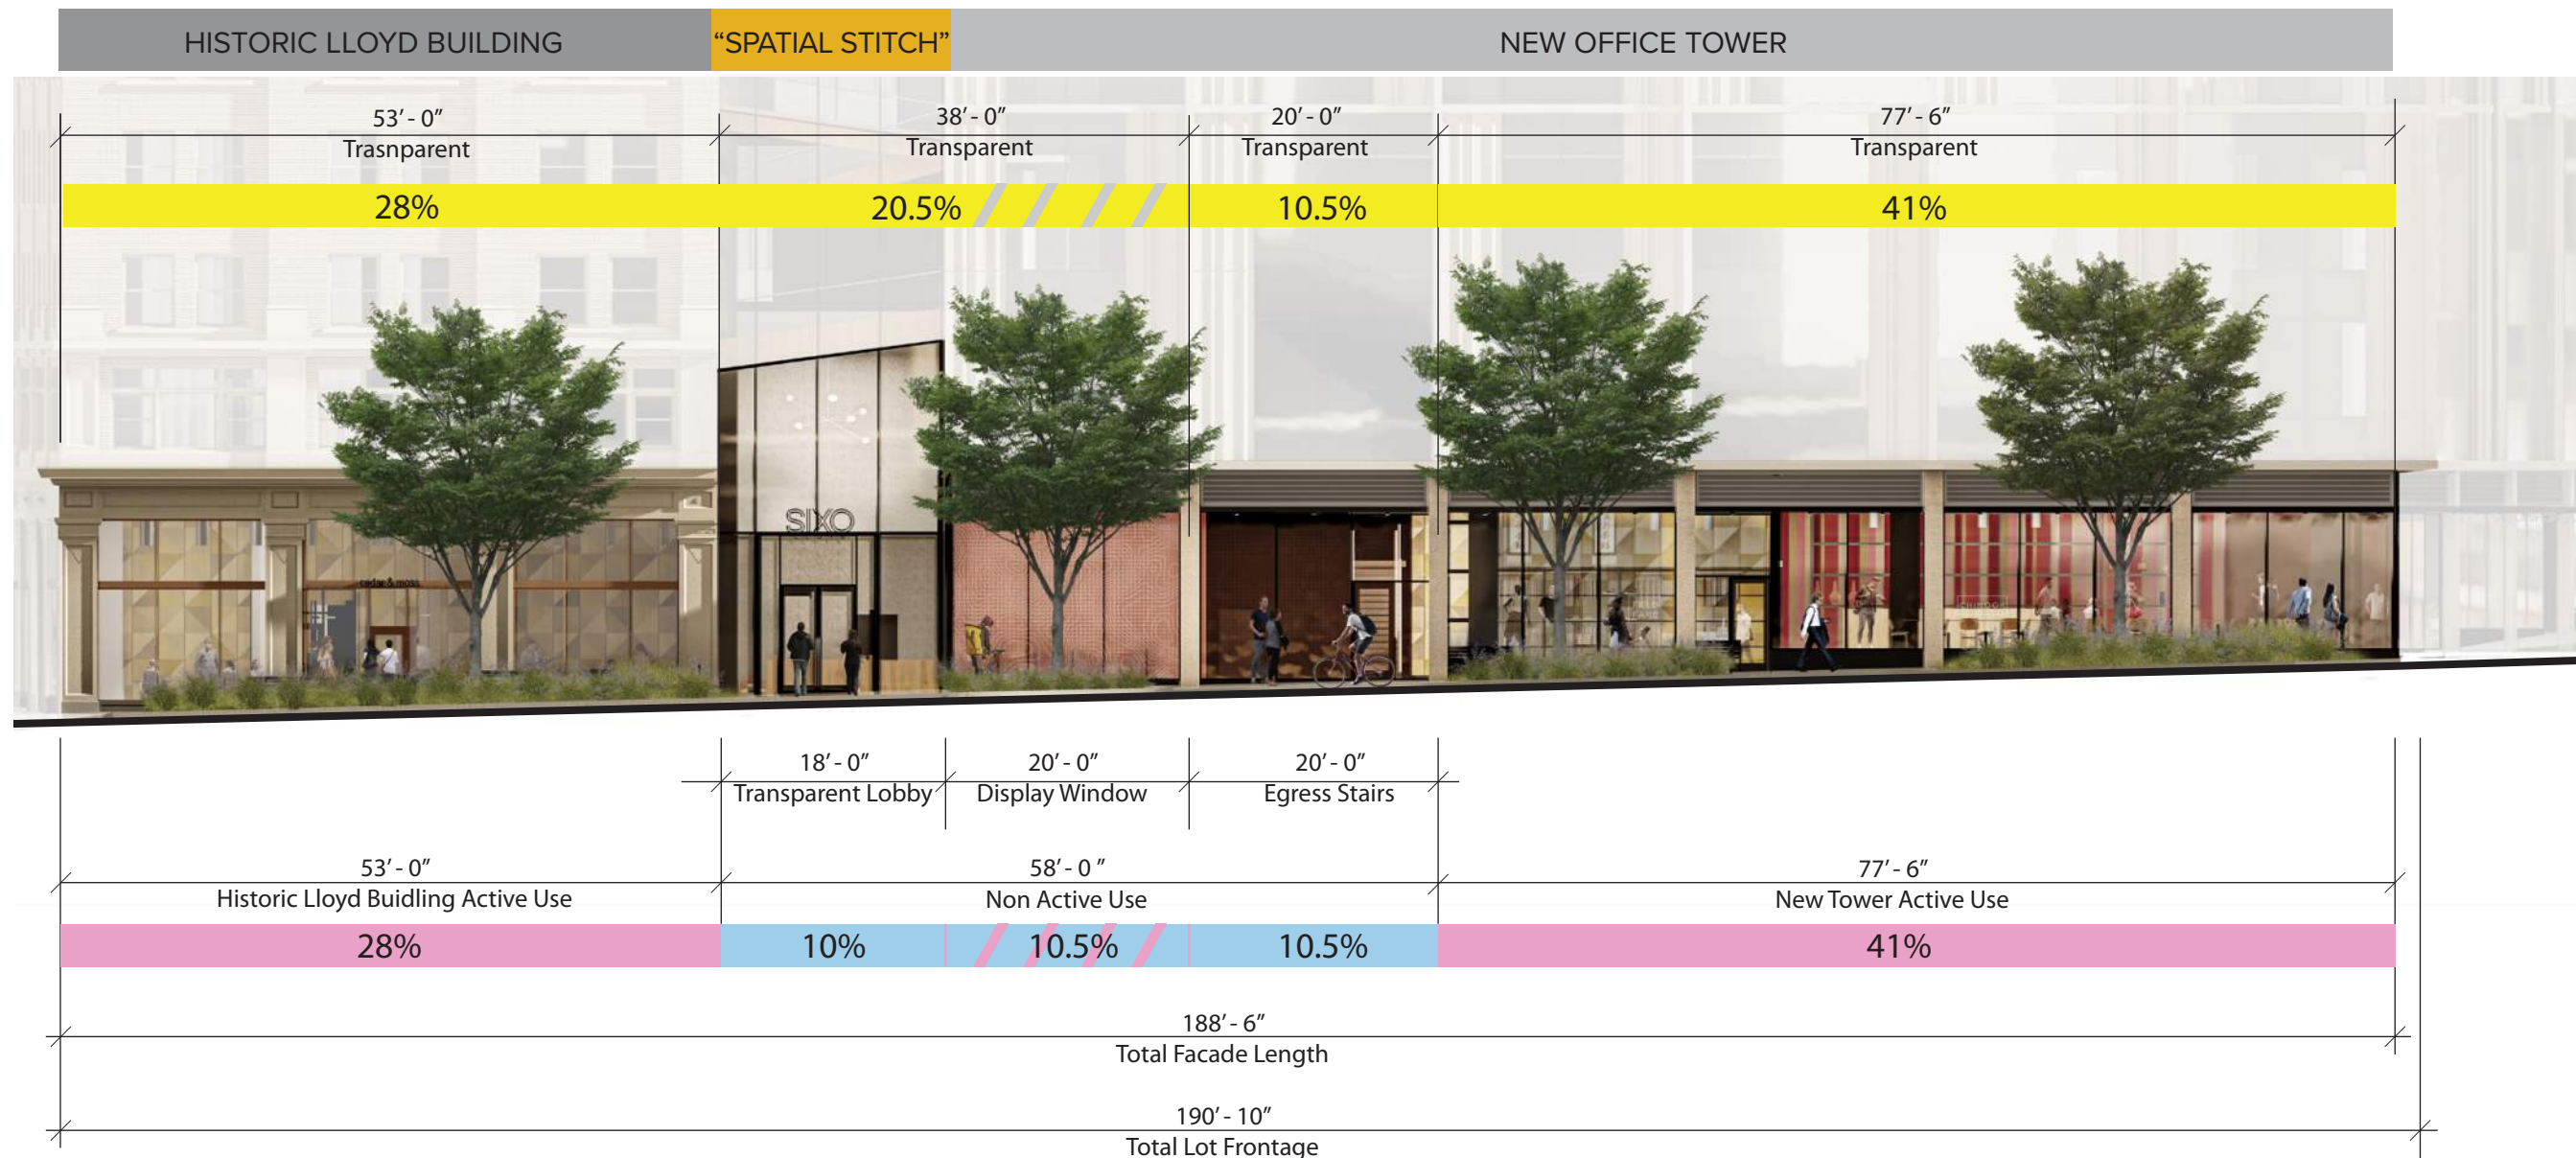 HISTORIC LLOYD BUILDING
“SPATIAL STITCH”
NEW OFFICE TOWER
53’ - 0”
38’ - 0”
20’ - 0”
77’ - 6”
Trasnparent
Transparent
Transparent
Transparent
28%
20.5%
10.5%
41%
SIXO
cedar & moss
18’ - 0”
20’ - 0”
20’ - 0”
Transparent Lobby
Display Window
Egress Stairs
53’ - 0”
58’ - 0 ”
77’ - 6”
Historic Lloyd Buidling Active Use
Non Active Use
New Tower Active Use
28%
10%
10.5%
10.5%
41%
188’ - 6”
Total Facade Length
190’ - 10”
Total Lot Frontage